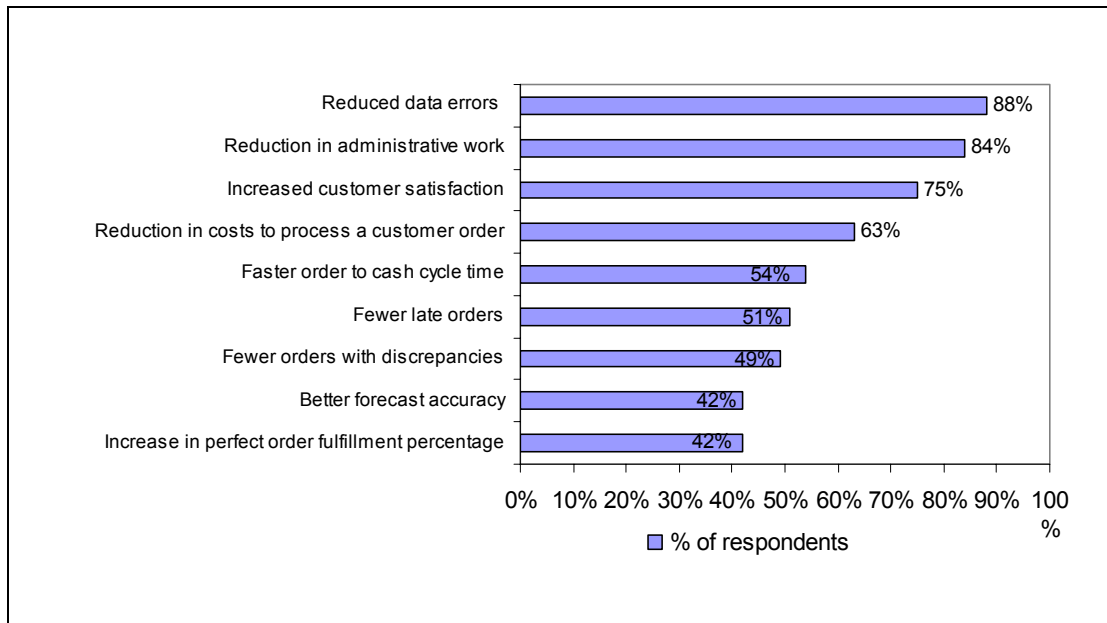 Reduced data errors 88%
Reduction in administrative work 84%
Increased customer satisfaction 75%
Reduction in costs to process a customer order 63%
Faster order to cash cycle time 54%
Fewer late orders 51%
Fewer orders with discrepancies 49%
Better forecast accuracy 42%
Increase in perfect order fulfillment percentage 42%
0% 10% 20% 30% 40% 50% 60% 70% 80% 90% 100
%
% of respondents